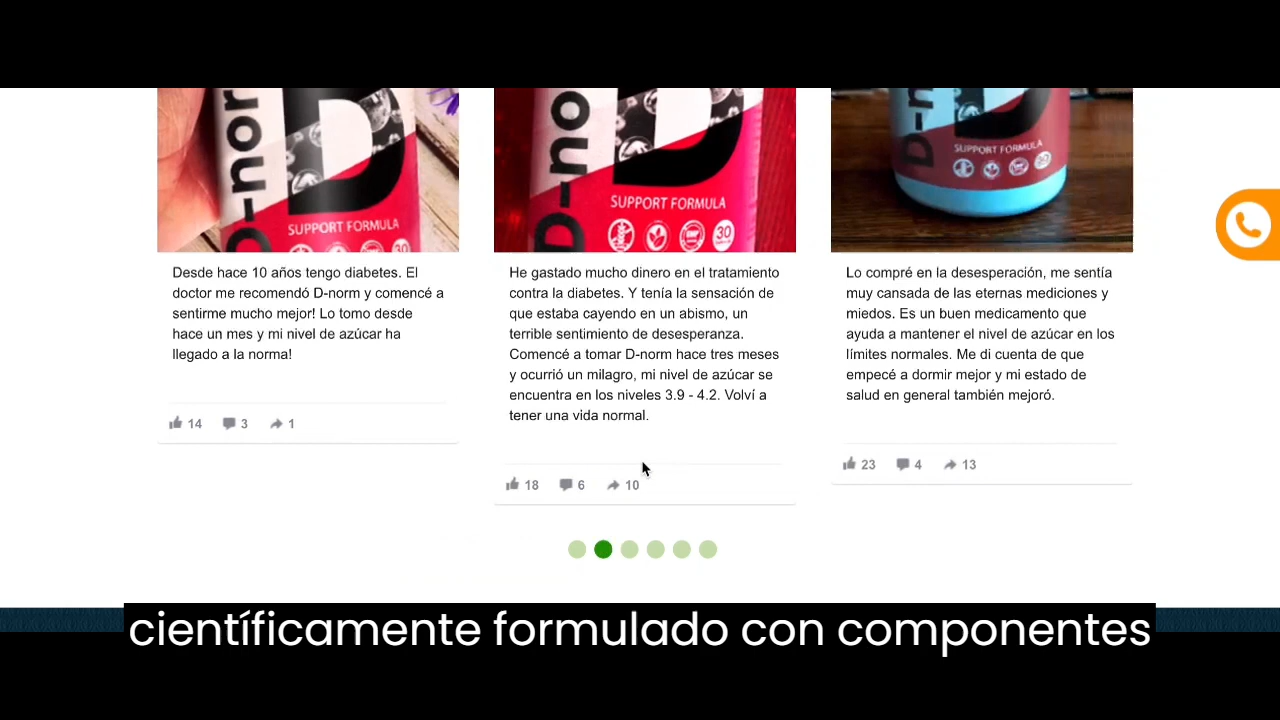 D-nor
D
SUPPORT FORMULA
30
D-no
D
SUPPORT FORMULA
GMP
30
D-n
SUPPORT FORMULA
Desde hace 10 años tengo diabetes. El
doctor me recomendó D-norm y comencé a
sentirme mucho mejor! Lo tomo desde
hace un mes y mi nivel de azúcar ha
llegado a la norma!
14 3 1
He gastado mucho dinero en el tratamiento
contra la diabetes. Y tenía la sensación de
que estaba cayendo en un abismo, un
terrible sentimiento de desesperanza.
Comencé a tomar D-norm hace tres meses
y ocurrió un milagro, mi nivel de azúcar se
encuentra en los niveles 3.9 - 4.2. Volví a
tener una vida normal.
18 6 10
Lo compré en la desesperación, me sentía
muy cansada de las eternas mediciones y
miedos. Es un buen medicamento que
ayuda a mantener el nivel de azúcar en los
límites normales. Me di cuenta de que
empecé a dormir mejor y mi estado de
salud en general también mejoró.
23 4 13
científicamente formulado con componentes